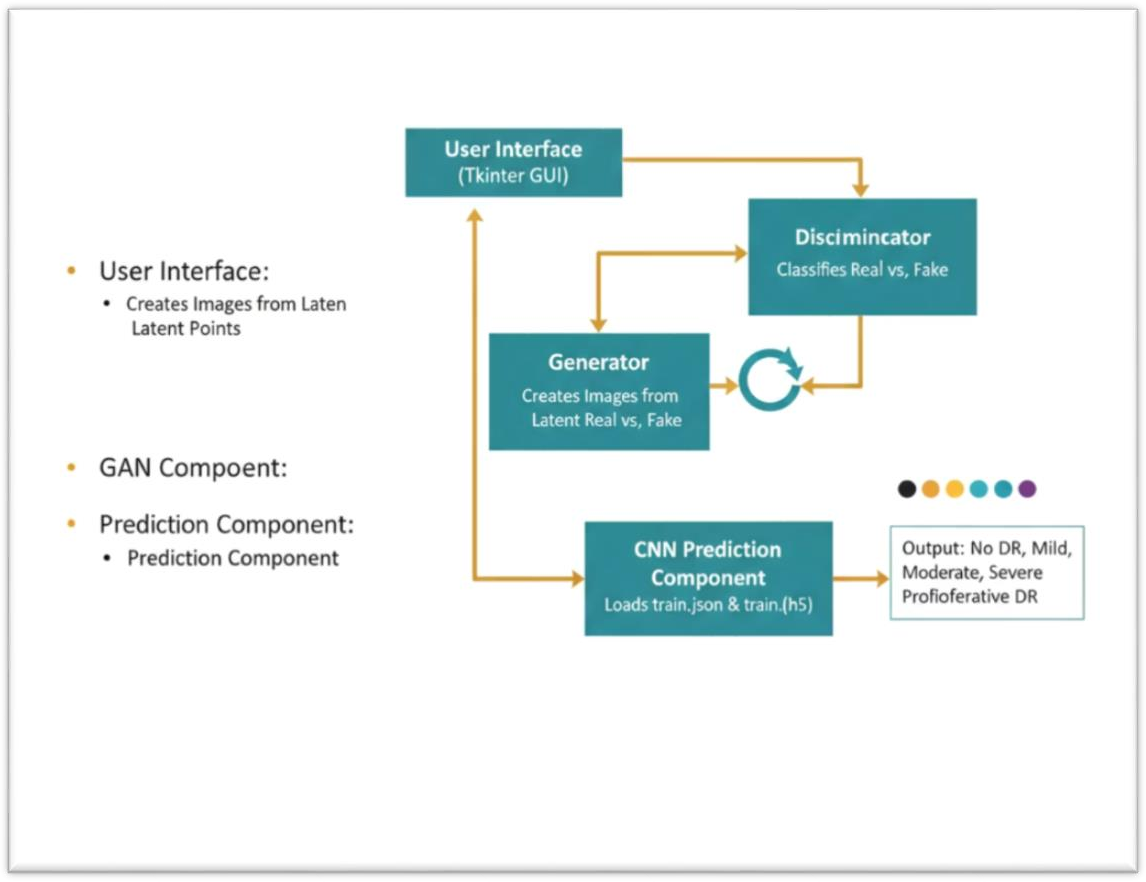 User Interface
(Tkinter GUI)
Discimincator
Classifies Real vs, Fake
• User Interface:
• Creates Images from Laten
Latent Points
Generator
Creates Images from
Latent Real vs, Fake
• GAN Compoent:
• Prediction Component:
• Prediction Component
CNN Prediction
Component
Loads train.json & train.(h5)
Output: No DR, Mild,
Moderate, Severe
Profioferative DR